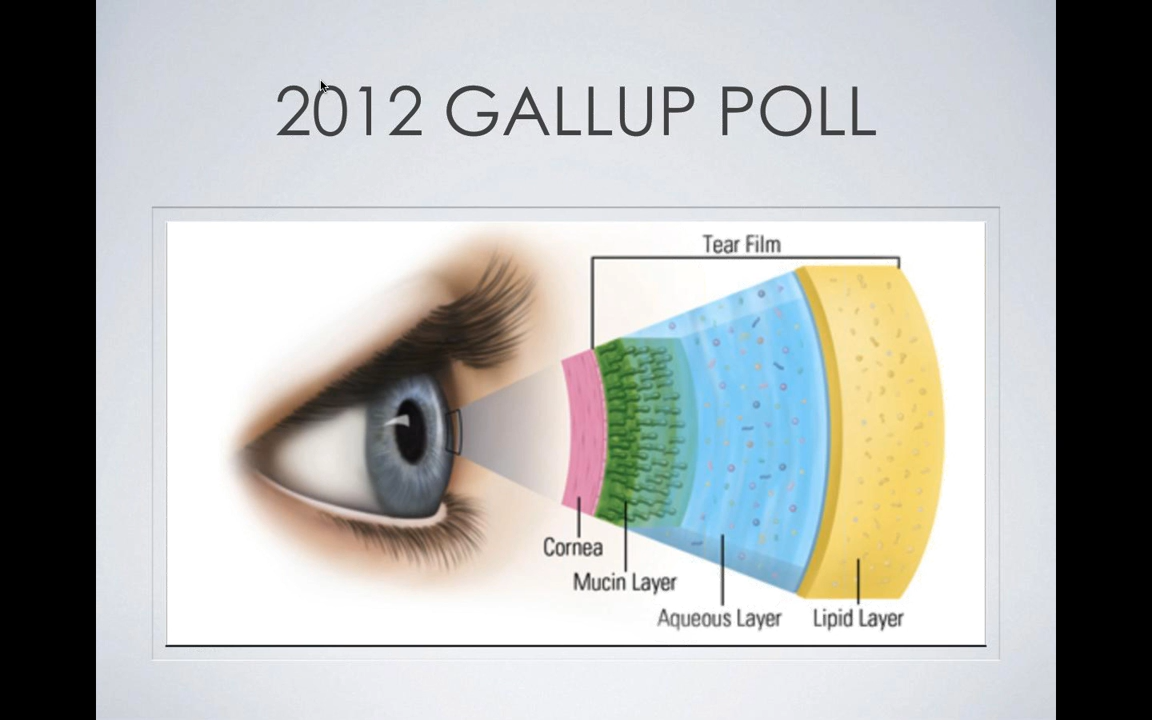 2012 GALLUP POLL
Tear Film
Cornea
Mucin Layer
Aqueous Layer
Lipid Layer